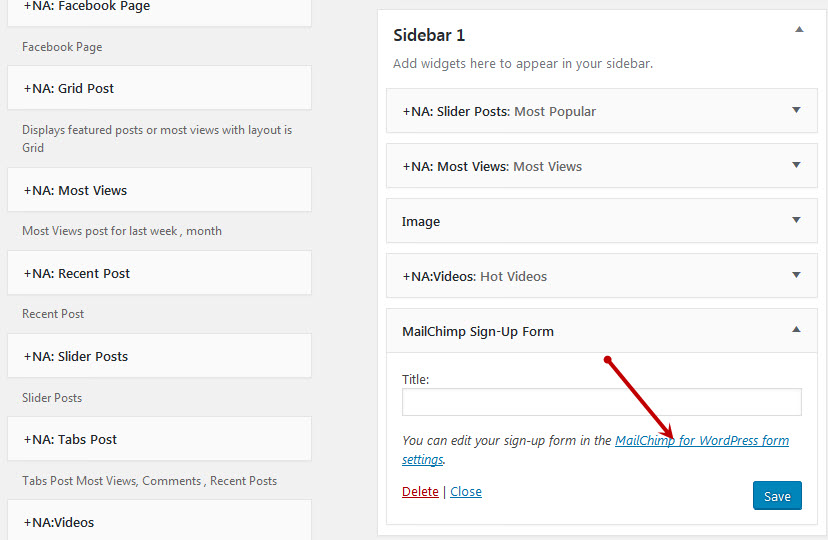 +NA: Facebook Page
Facebook Page
+NA: Grid Post
Displays featured posts or most views with layout is
Grid
+NA: Most Views
Most Views post for last week , month
+NA: Recent Post
Recent Post
+NA: Slider Posts
Slider Posts
+NA: Tabs Post
Tabs Post Most Views, Comments , Recent Posts
+NA:Videos
Sidebar 1
Add widgets here to appear in your sidebar.
+NA: Slider Posts: Most Popular
+NA: Most Views: Most Views
Image
+NA:Videos: Hot Videos
MailChimp Sign-Up Form
Title:
You can edit your sign-up form in the MailChimp for WordPress form
settings.
Delete | Close
Save